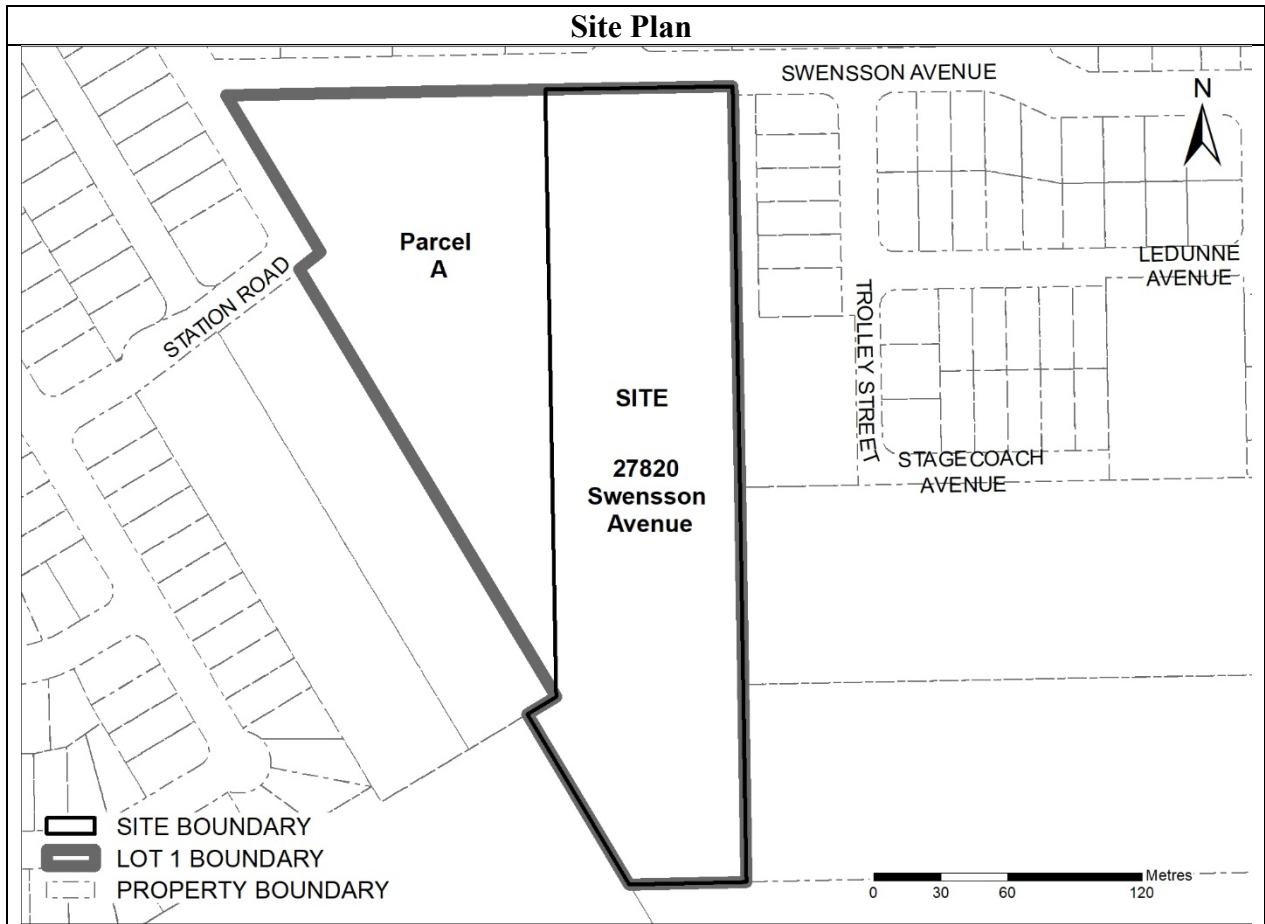 Site Plan
SWENSSON AVENUE
N
Parcel
A
STATION ROAD
LEDUNNE
AVENUE
TROLLEY STREET
SITE
27820
Swensson
Avenue
STAGECOACH
AVENUE
SITE BOUNDARY
LOT 1 BOUNDARY
PROPERTY BOUNDARY
Metres
0 30 60 120